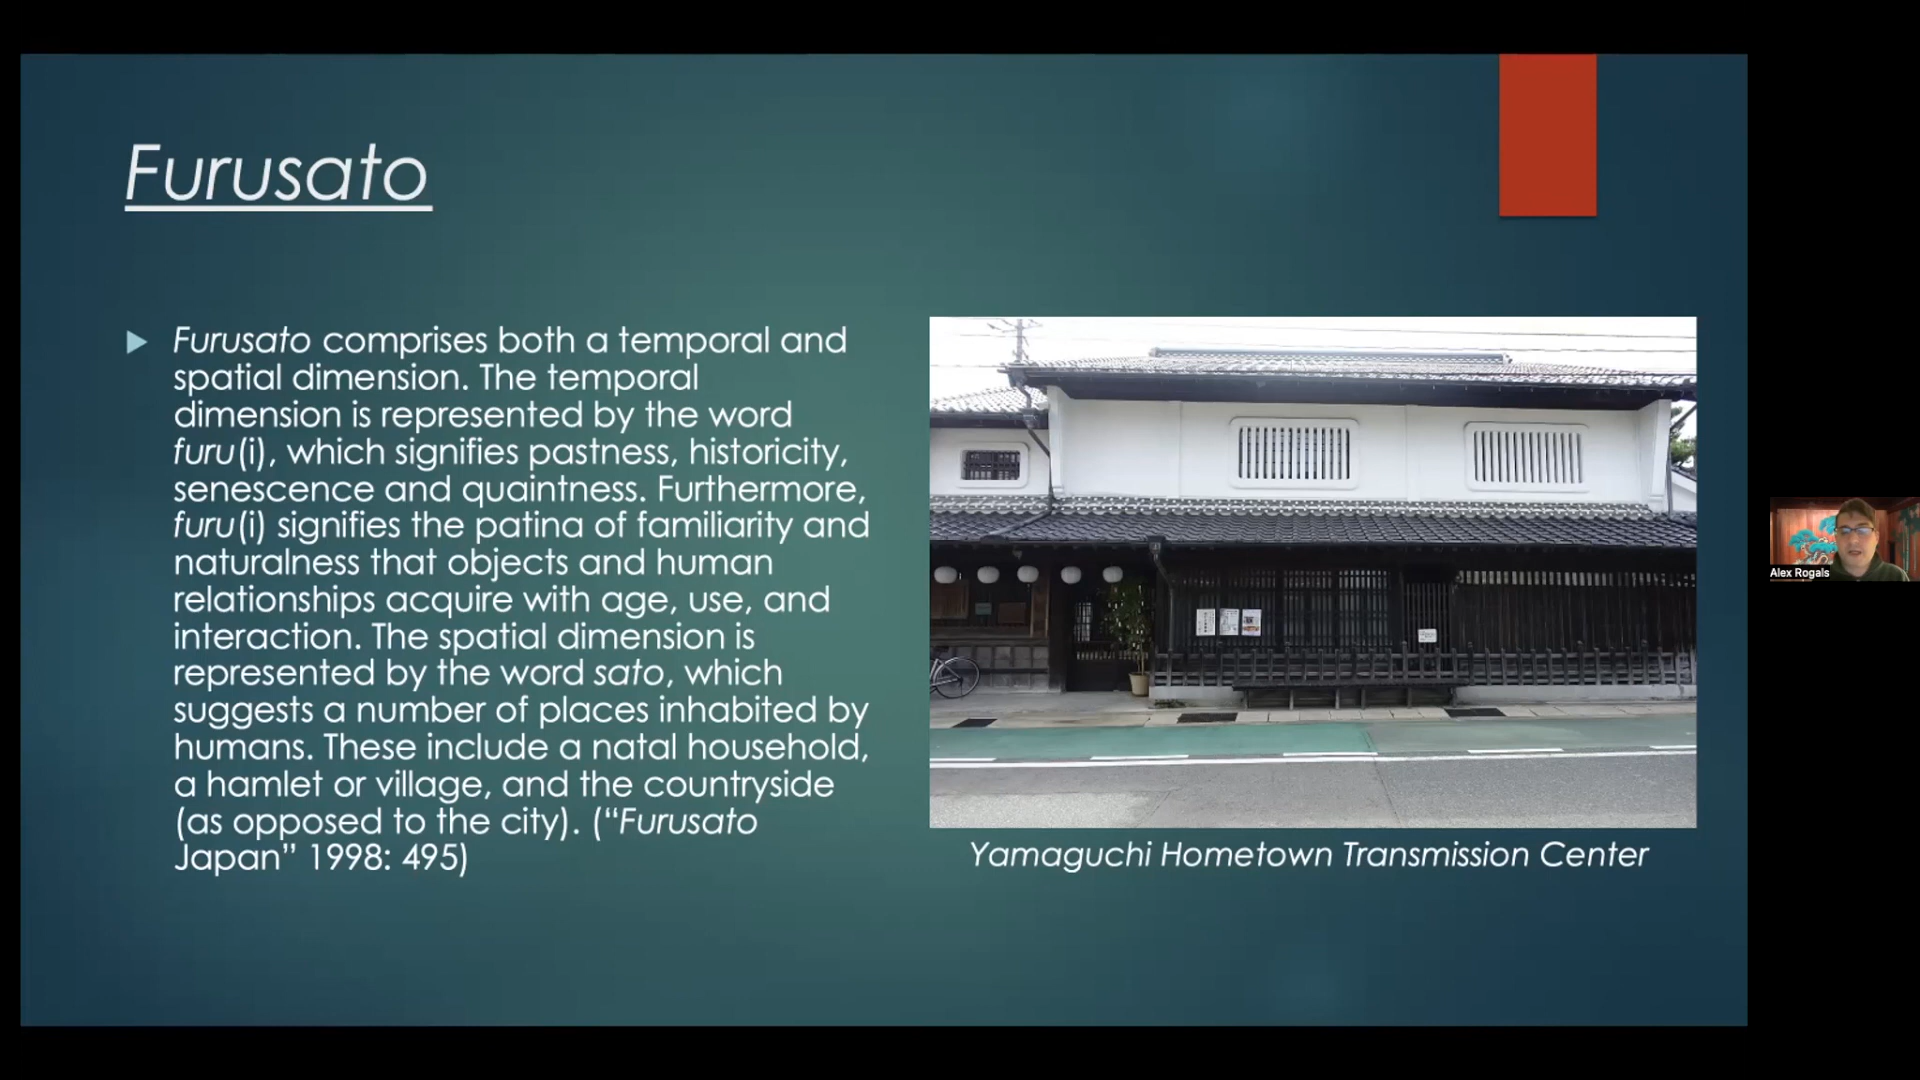 Furusato
Furusato comprises both a temporal and
spatial dimension. The temporal
dimension is represented by the word
furu(i), which signifies pastness, historicity,
senescence and quaintness. Furthermore,
furu(i) signifies the patina of familiarity and
naturalness that objects and human
relationships acquire with age, use, and
interaction. The spatial dimension is
represented by the word sato, which
suggests a number of places inhabited by
humans. These include a natal household,
a hamlet or village, and the countryside
(as opposed to the city). (“Furusato
Japan” 1998: 495)
Yamaguchi Hometown Transmission Center
Alex Rogals